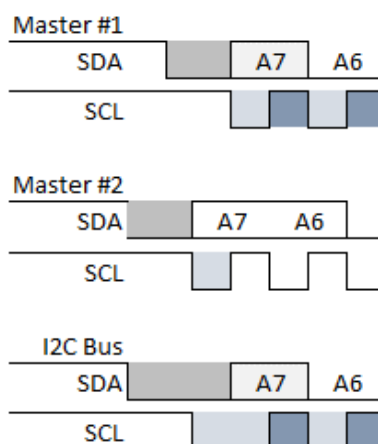 Master #1
SDA A7 A6
SCL
Master #2
SDA A7 A6
SCL
I2C Bus
SDA A7 A6
SCL